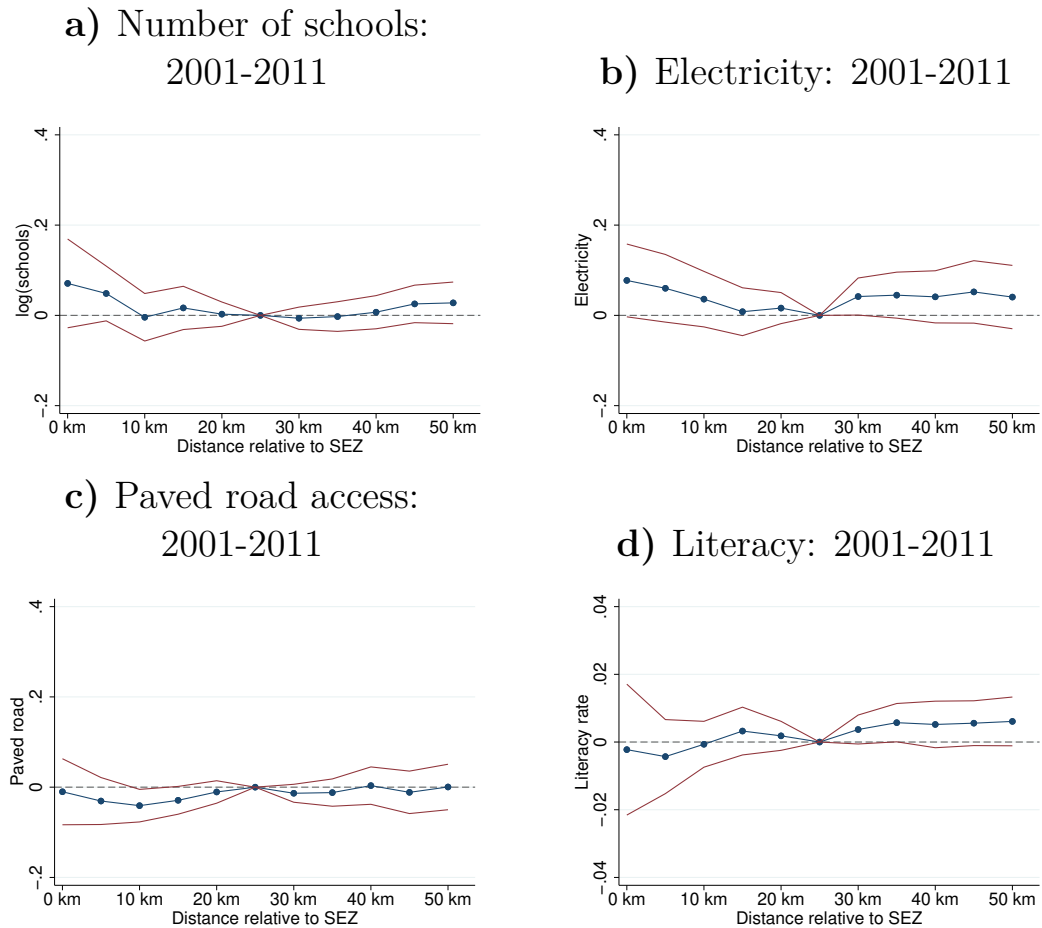 a) Number of schools:
2001-2011
.4
.2
0
-.2
log(schools)
0 km 10 km 20 km 30 km 40 km 50 km
Distance relative to SEZ
b) Electricity: 2001-2011
.4
.2
0
-.2
Electricity
0 km 10 km 20 km 30 km 40 km 50 km
Distance relative to SEZ
c) Paved road access:
2001-2011
.4
.2
0
-.2
Paved road
0 km 10 km 20 km 30 km 40 km 50 km
Distance relative to SEZ
d) Literacy: 2001-2011
.04
.02
0
-.02
-.04
Literacy rate
0 km 10 km 20 km 30 km 40 km 50 km
Distance relative to SEZ